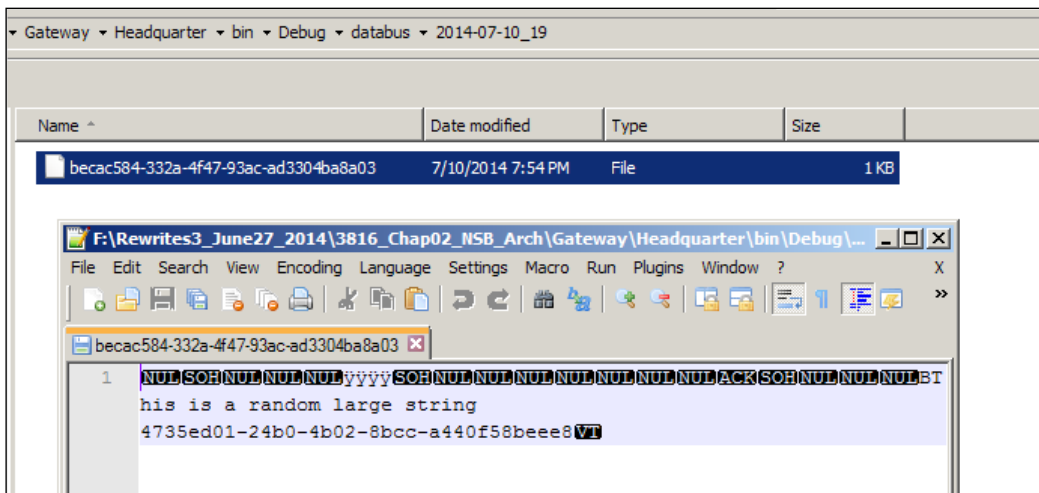 Gateway Headquarter bin Debug databus 2014-07-10_19
Name Date modified Type Size
becac584-332a-4f47-93ac-ad3304ba8a03 7/10/2014 7:54 PM File 1 KB
F:\Rewrites3_June27_2014\3816_Chap02_NSB_Arch\Gateway\Headquarter\bin\Debug\...
File Edit Search View Encoding Language Settings Macro Run Plugins Window ? X
becac584-332a-4f47-93ac-ad3304ba8a03
1 NULSOHNULNULNULÿÿÿÿSOHNULNULNULNULNULNULNULACKSOHNULNULNULBT
his is a random large string
4735ed01-24b0-4b02-8bcc-a440f58beee8VT